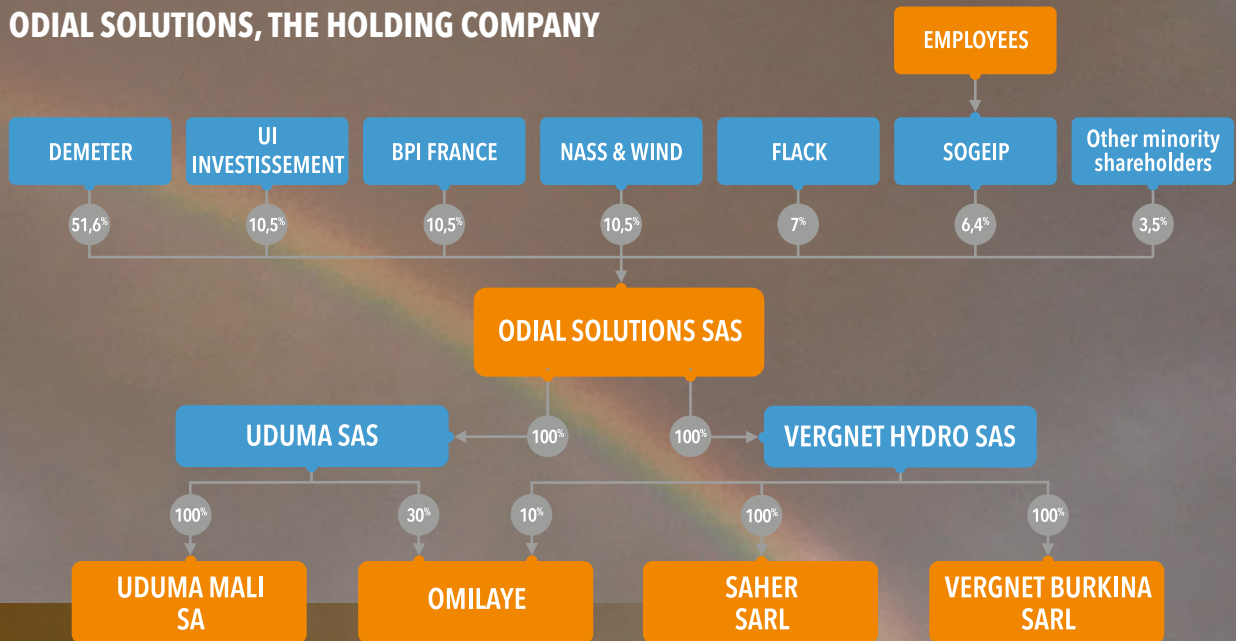 ODIAL SOLUTIONS, THE HOLDING COMPANY
EMPLOYEES
DEMETER
UI
INVESTISSEMENT
BPI FRANCE
NASS & WIND
FLACK
SOGEIP
Other minority
shareholders
51,6%
10,5%
10,5%
10,5%
7%
6,4%
3,5%
ODIAL SOLUTIONS SAS
UDUMA SAS
100%
100%
VERGNET HYDRO SAS
100%
30%
10%
100%
100%
UDUMA MALI
SA
OMILAYE
SAHER
SARL
VERGNET BURKINA
SARL